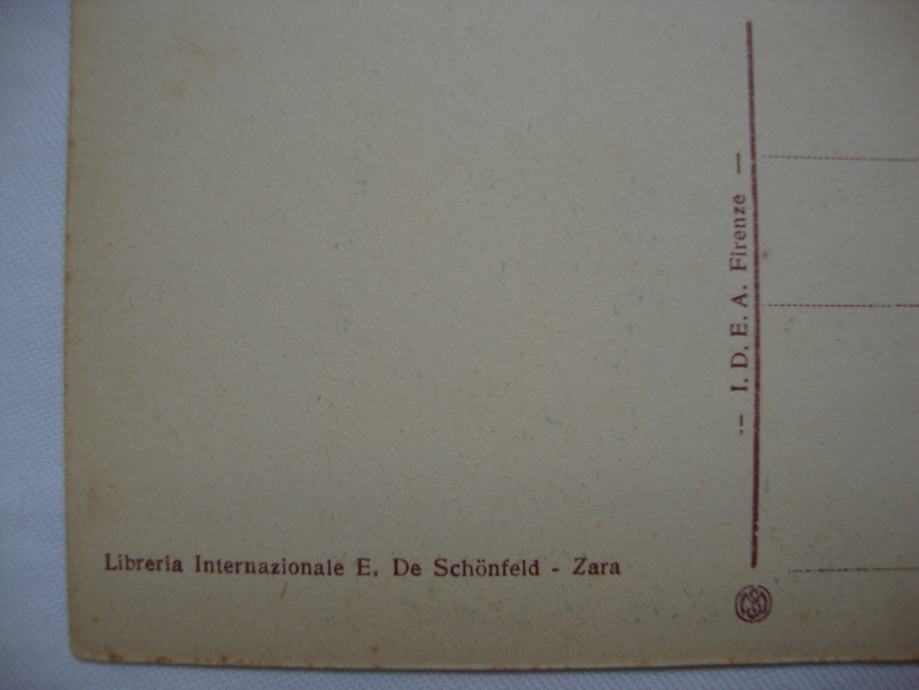 — I. D. E. A. Firenze —
Libreria Internazionale E. De Schönfeld - Zara